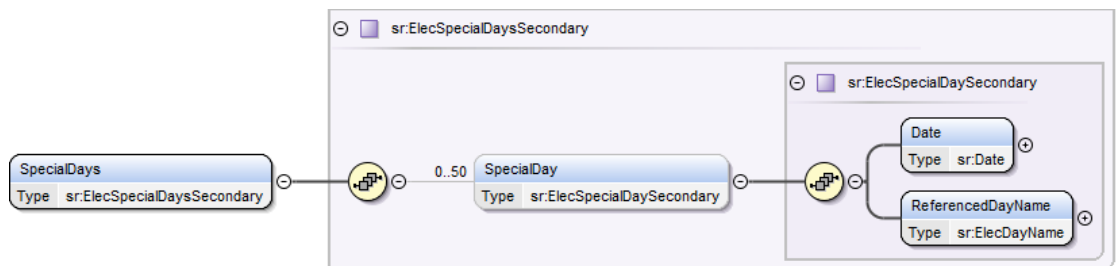 sr:ElecSpecialDaysSecondary
sr:ElecSpecialDaySecondary
Date
Type sr:Date
SpecialDays
Type sr:ElecSpecialDaysSecondary
0..50
SpecialDay
Type sr:ElecSpecialDaySecondary
ReferencedDayName
Type sr:ElecDayName